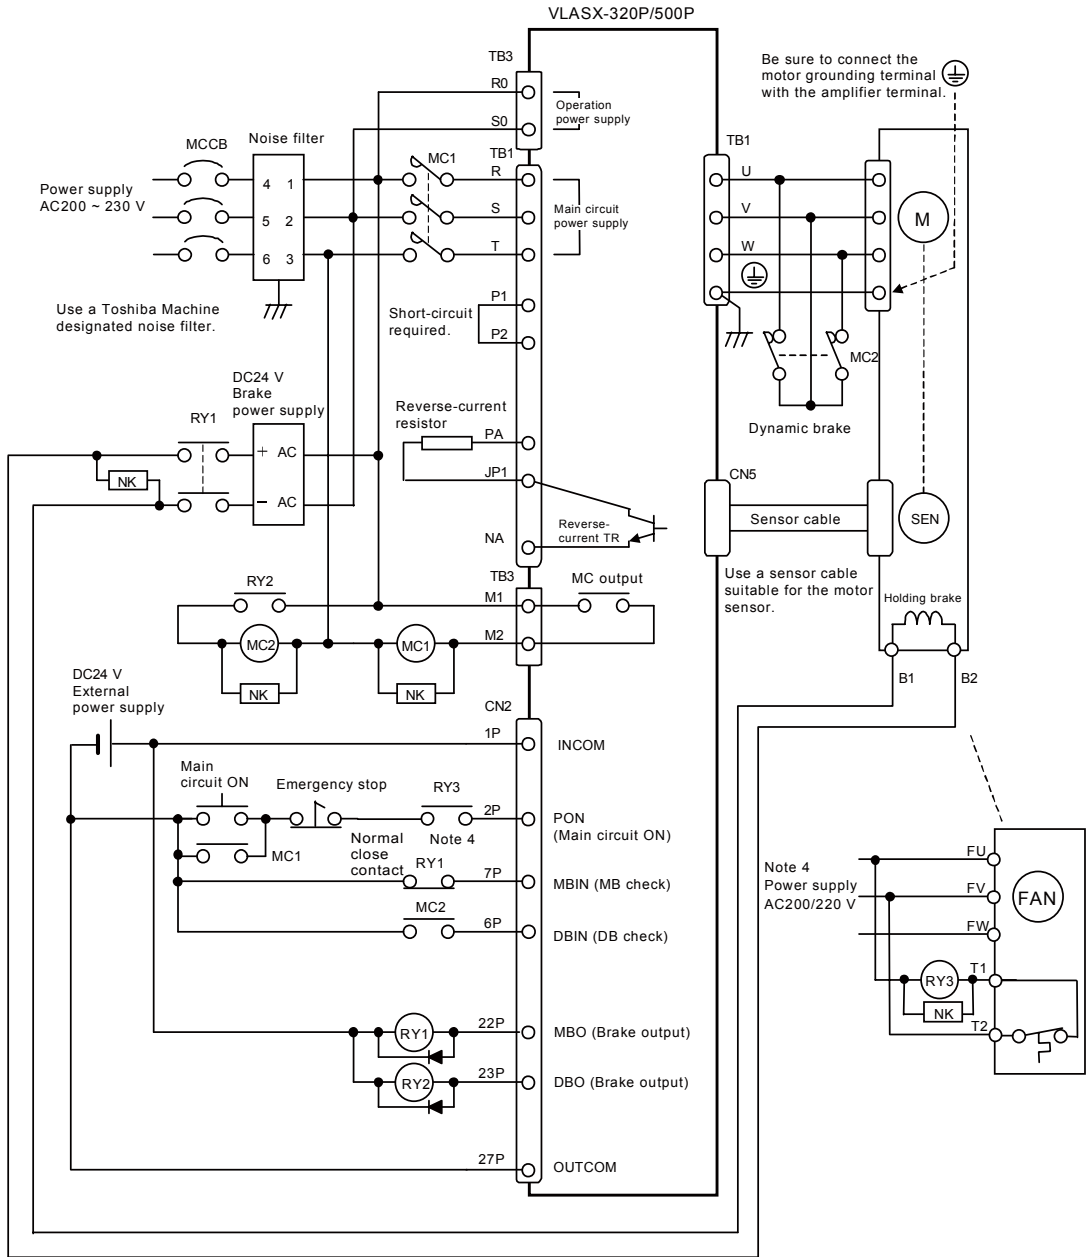 VLASX-320P/500P
TB3
R0
S0
Operation
power supply
Be sure to connect the
motor grounding terminal
with the amplifier terminal.
MCCB
Noise filter
Power supply
AC200 ~ 230 V
4 1
5 2
6 3
MC1
TB1
R
S
T
Main circuit
power supply
TB1
U
V
W
M
Use a Toshiba Machine
designated noise filter.
Short-circuit
required.
P1
P2
MC2
Dynamic brake
DC24 V
Brake
power supply
RY1
+ AC
− AC
NK
Reverse-current
resistor
PA
JP1
NA
Reverse-
current TR
CN5
Sensor cable
SEN
Use a sensor cable
suitable for the motor
sensor.
Holding brake
B1
B2
RY2
TB3
M1
M2
MC output
MC2
MC1
NK
NK
DC24 V
External
power supply
CN2
1P
INCOM
Main
circuit ON
Emergency stop
RY3
2P
PON
(Main circuit ON)
Note 4
MC1
Normal
close
contact
RY1
7P
MBIN (MB check)
MC2
6P
DBIN (DB check)
RY1
22P
MBO (Brake output)
RY2
23P
DBO (Brake output)
27P
OUTCOM
Note 4
Power supply
AC200/220 V
FU
FV
FW
FAN
RY3
NK
T1
T2